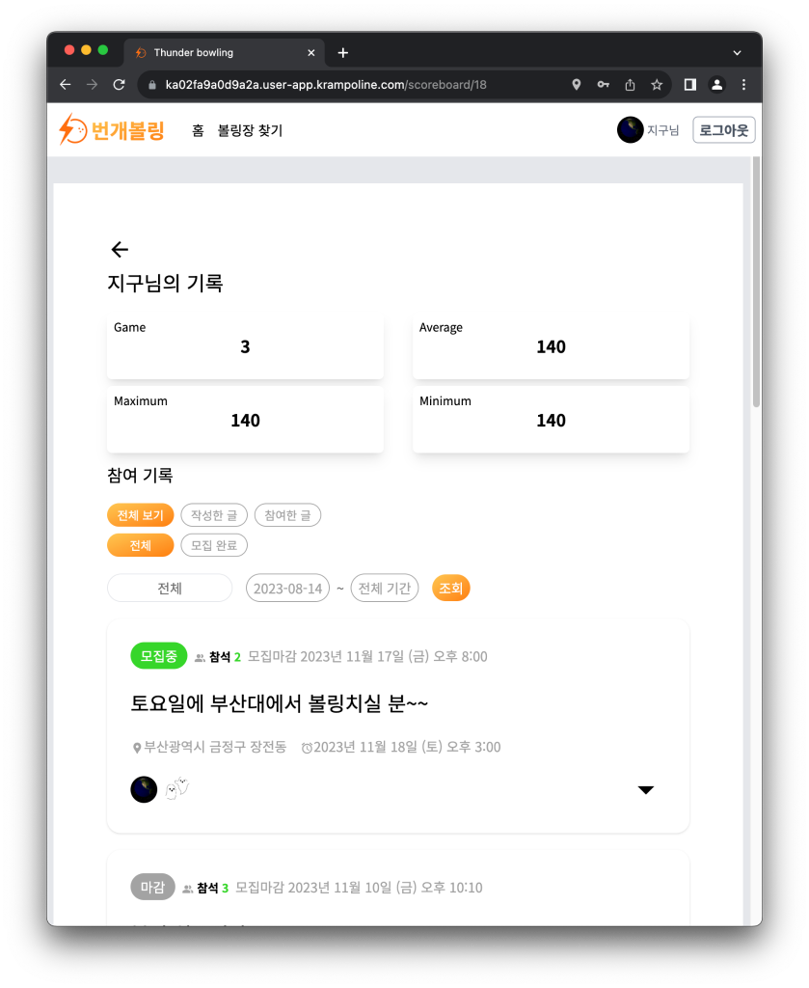 Thunder bowling
ka02fa9a0d9a2a.user-app.krampoline.com/scoreboard/18
번개볼링 홈 볼링장 찾기 지구님 로그아웃
지구님의 기록
Game Average
3 140
Maximum Minimum
140 140
참여 기록
전체 보기 작성한 글 참여한 글
전체 모집 완료
전체 2023-08-14 ~ 전체 기간 조회
모집중 참석 2 모집마감 2023년 11월 17일 (금) 오후 8:00
토요일에 부산대에서 볼링치실 분~~
부산광역시 금정구 장전동 2023년 11월 18일 (토) 오후 3:00
마감 참석 3 모집마감 2023년 11월 10일 (금) 오후 10:10